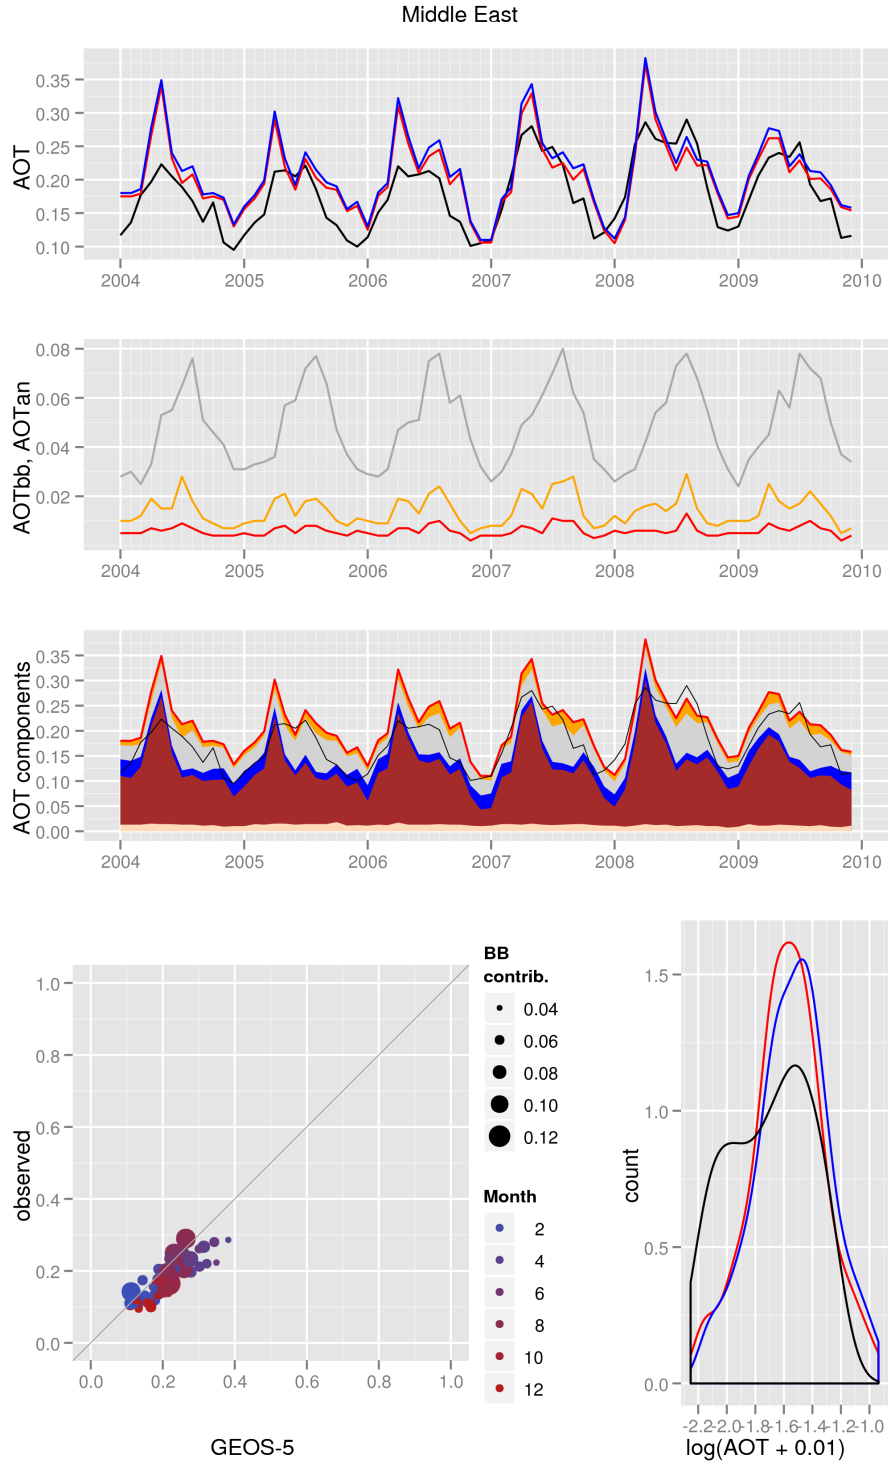 Middle East
AOT
0.35
0.30
0.25
0.20
0.15
0.10
2004 2005 2006 2007 2008 2009 2010
AOTbb, AOTan
0.08
0.06
0.04
0.02
2004 2005 2006 2007 2008 2009 2010
AOT components
0.35
0.30
0.25
0.20
0.15
0.10
0.05
0.00
2004 2005 2006 2007 2008 2009 2010
observed
1.0
0.8
0.6
0.4
0.2
0.0
0.0 0.2 0.4 0.6 0.8 1.0
GEOS-5
BB
contrib.
0.04
0.06
0.08
0.10
0.12
Month
2
4
6
8
10
12
count
1.5
1.0
0.5
0.0
-2.2 -2.0 -1.8 -1.6 -1.4 -1.2 -1.0
log(AOT + 0.01)